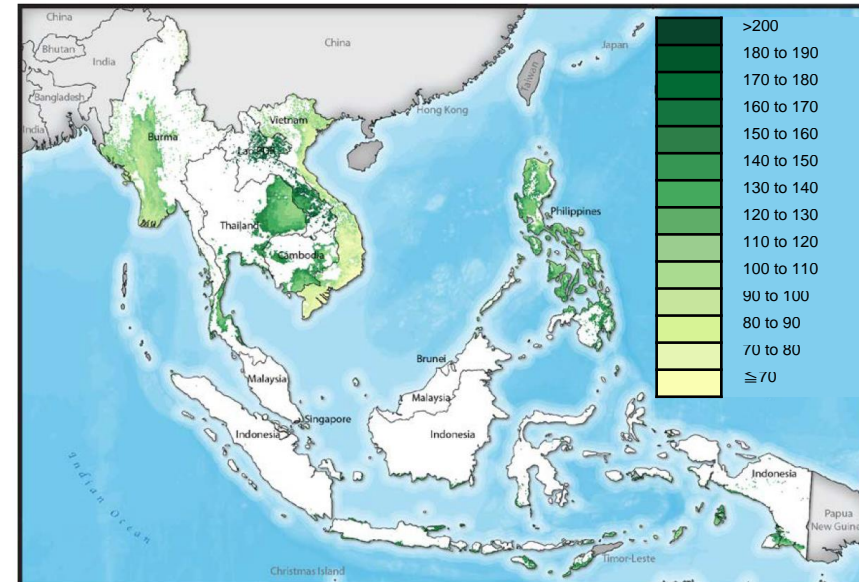 China
China
Bhutan
India
Bangladesh
India
Burma
Vietnam
Hong Kong
Taiwan
Japan
Lao PDR
Thailand
Cambodia
Philippines
Brunei
Malaysia
Malaysia
Singapore
Indonesia
Indonesia
Indonesia
Papua
New Guinea
Timor-Leste
Christmas Island
Indian Ocean
>200
180 to 190
170 to 180
160 to 170
150 to 160
140 to 150
130 to 140
120 to 130
110 to 120
100 to 110
90 to 100
80 to 90
70 to 80
≦70